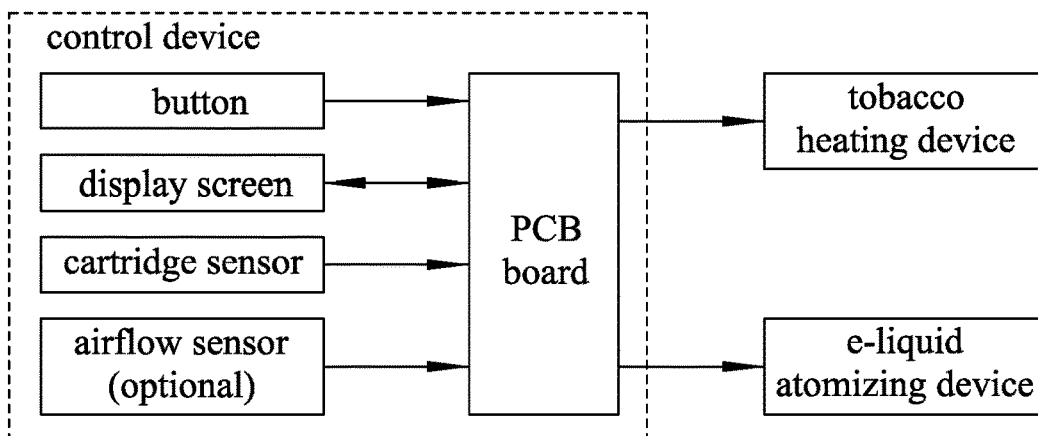 control device
button
display screen
cartridge sensor
airflow sensor
(optional)
PCB
board
tobacco
heating device
e-liquid
atomizing device